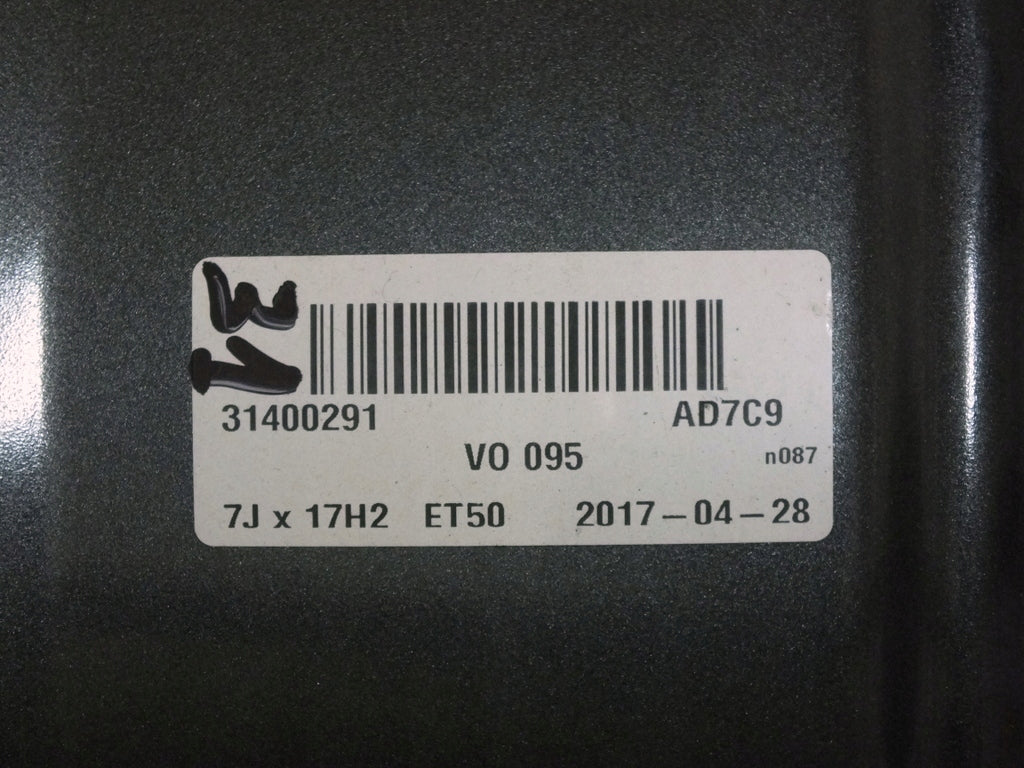 31400291 AD7C9
VO 095 n087
7J x 17H2 ET50 2017-04-28